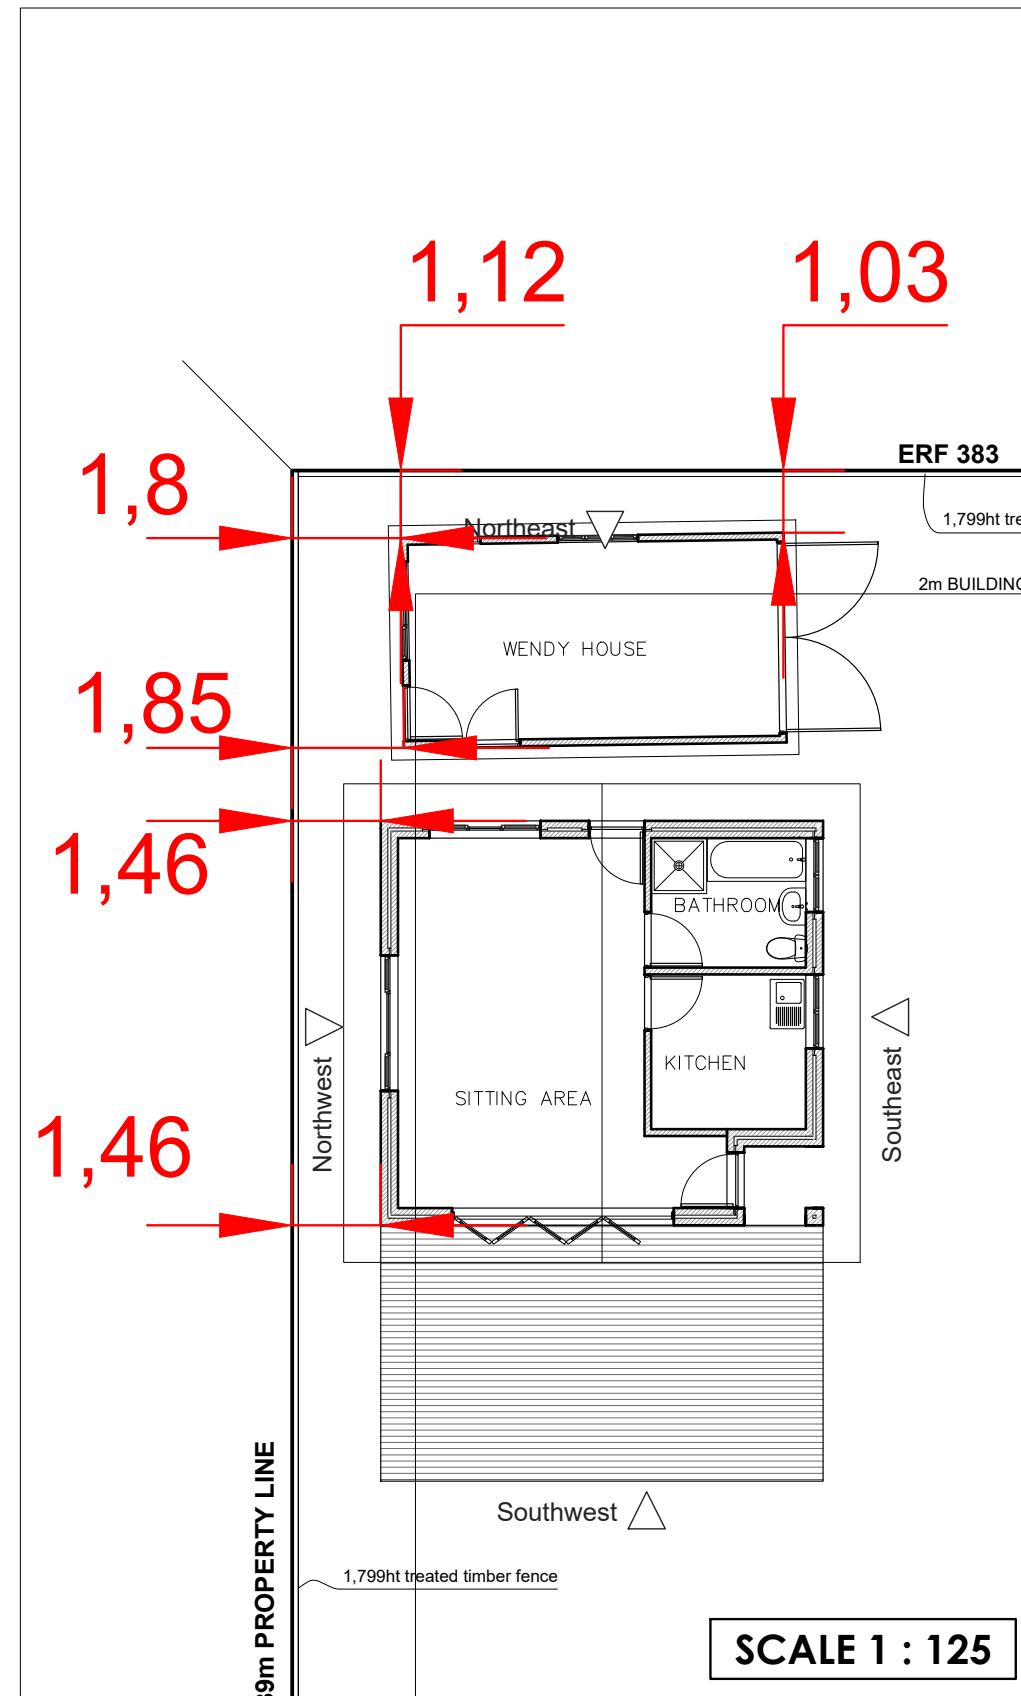 1,12
1,03
ERF 383
1,8
Northeast
1,799ht tre
2m BUILDING
WENDY HOUSE
1,85
1,46
BATHROOM
KITCHEN
Northwest
SITTING AREA
Southeast
1,46
Southwest
39m PROPERTY LINE
1,799ht treated timber fence
SCALE 1 : 125